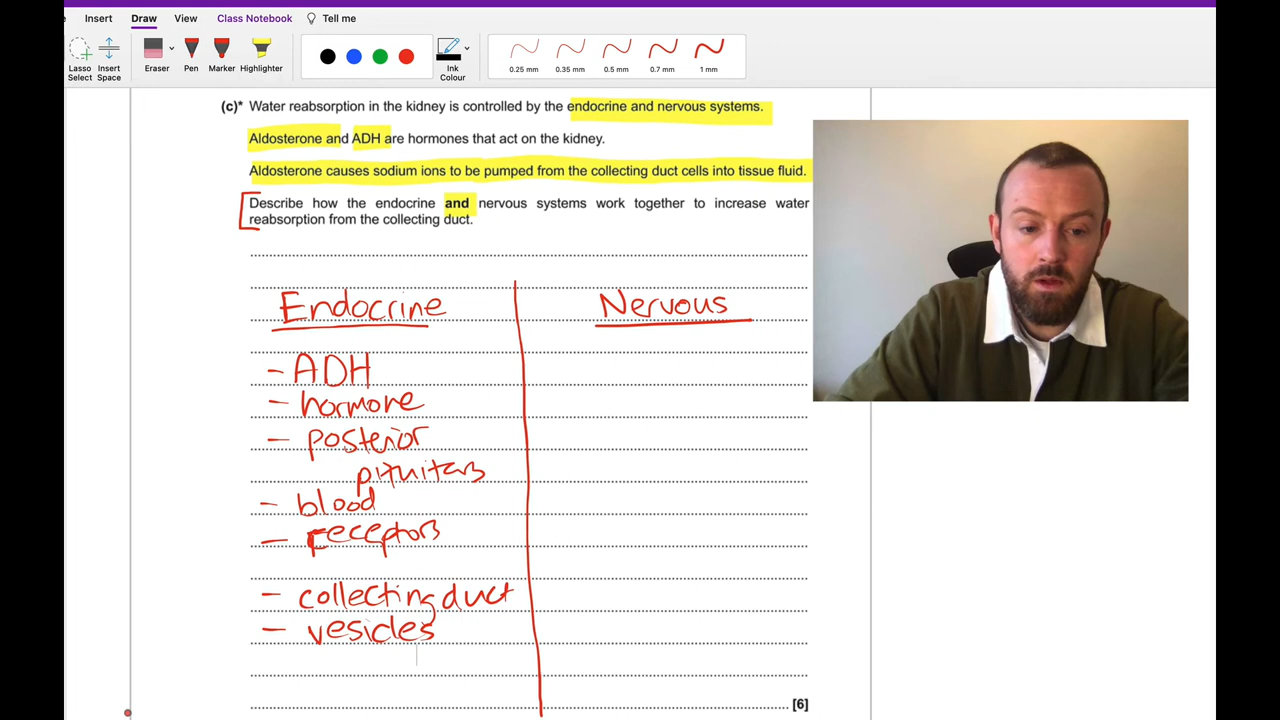 Insert Draw View Class Notebook Tell me
Lasso Select
Insert Space
Eraser
Pen
Marker
Highlighter
Ink Colour
0.25 mm 0.35 mm 0.5 mm 0.7 mm 1 mm
(c)* Water reabsorption in the kidney is controlled by the endocrine and nervous systems.
Aldosterone and ADH are hormones that act on the kidney.
Aldosterone causes sodium ions to be pumped from the collecting duct cells into tissue fluid.
Describe how the endocrine and nervous systems work together to increase water
reabsorption from the collecting duct.
Endocrine
- ADH
- hormone
- posterior
pituitary
- blood
- receptors
- collecting duct
- vesicles
Nervous
[6]